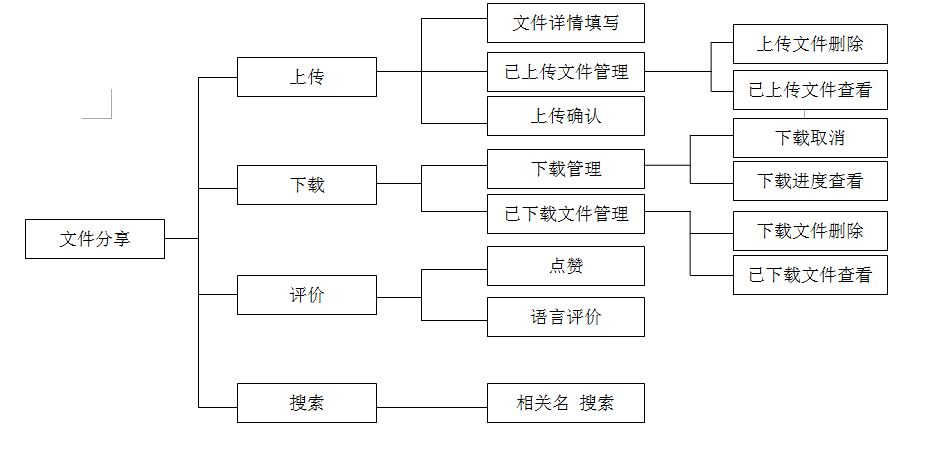 文件分享
上传
文件详情填写
已上传文件管理
上传文件删除
已上传文件查看
上传确认
下载
下载管理
下载取消
下载进度查看
已下载文件管理
下载文件删除
已下载文件查看
评价
点赞
语言评价
搜索
相关名 搜索